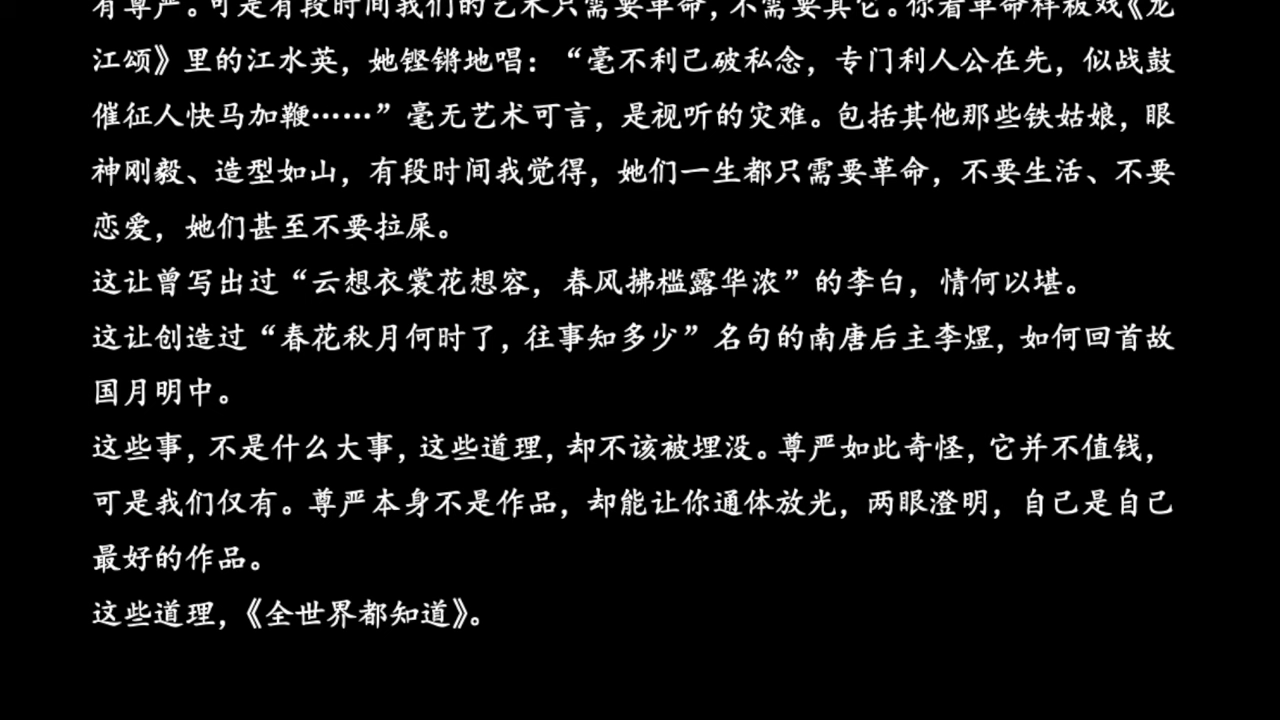 有尊严。可是有段时间我们的艺术只需要革命，不需要其它。你看革命样板戏《龙
江颂》里的江水英，她铿锵地唱：“毫不利己破私念，专门利人公在先，似战鼓
催征人快马加鞭……”毫无艺术可言，是视听的灾难。包括其他那些铁姑娘，眼
神刚毅、造型如山，有段时间我觉得，她们一生都只需要革命，不要生活、不要
恋爱，她们甚至不要拉屎。
这让曾写出过“云想衣裳花想容，春风拂槛露华浓”的李白，情何以堪。
这让创造过“春花秋月何时了，往事知多少”名句的南唐后主李煜，如何回首故
国月明中。
这些事，不是什么大事，这些道理，却不该被埋没。尊严如此奇怪，它并不值钱，
可是我们仅有。尊严本身不是作品，却能让你通体放光，两眼澄明，自己是自己
最好的作品。
这些道理，《全世界都知道》。